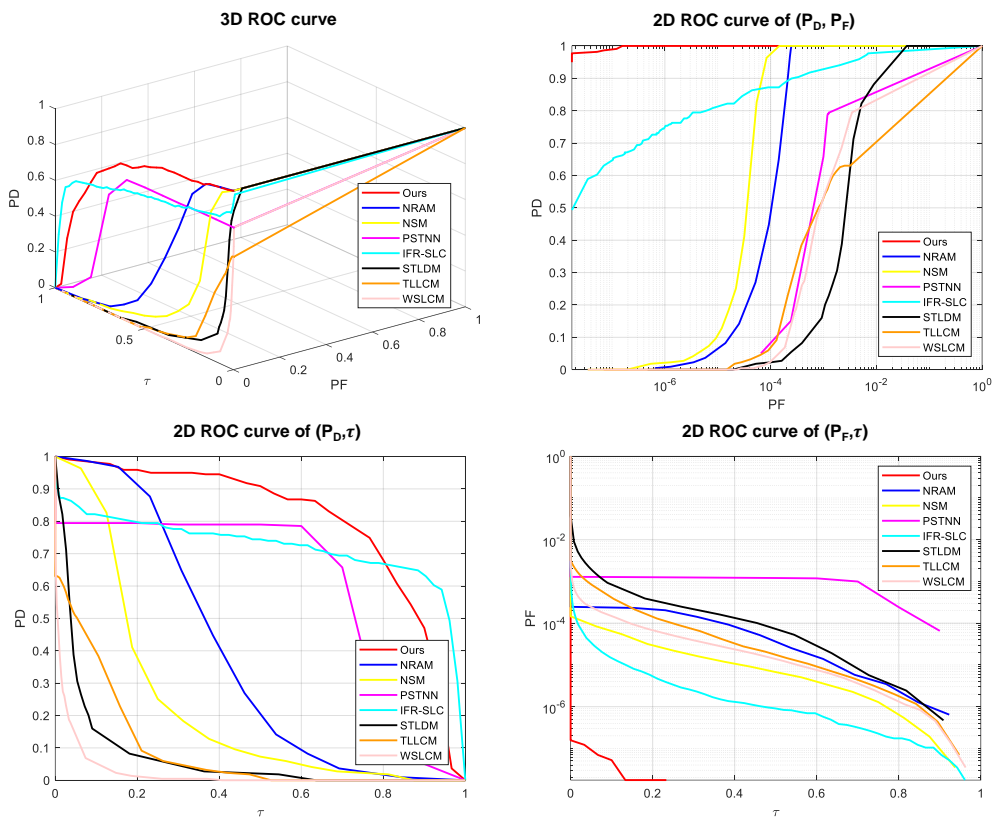 3D ROC curve
1
0.8
0.6
0.4
0.2
0
PD
1
0.5
0
τ
0
0.2
0.4
0.6
0.8
1
PF
Ours
NRAM
NSM
PSTNN
IFR-SLC
STLDM
TLLCM
WSLCM
2D ROC curve of (P_D, P_F)
1
0.9
0.8
0.7
0.6
0.5
0.4
0.3
0.2
0.1
0
PD
10^-6
10^-4
10^-2
10^0
PF
Ours
NRAM
NSM
PSTNN
IFR-SLC
STLDM
TLLCM
WSLCM
2D ROC curve of (P_D,τ)
1
0.9
0.8
0.7
0.6
0.5
0.4
0.3
0.2
0.1
0
PD
0
0.2
0.4
0.6
0.8
1
τ
Ours
NRAM
NSM
PSTNN
IFR-SLC
STLDM
TLLCM
WSLCM
2D ROC curve of (P_F,τ)
10^0
10^-2
10^-4
10^-6
PF
0
0.2
0.4
0.6
0.8
1
τ
Ours
NRAM
NSM
PSTNN
IFR-SLC
STLDM
TLLCM
WSLCM